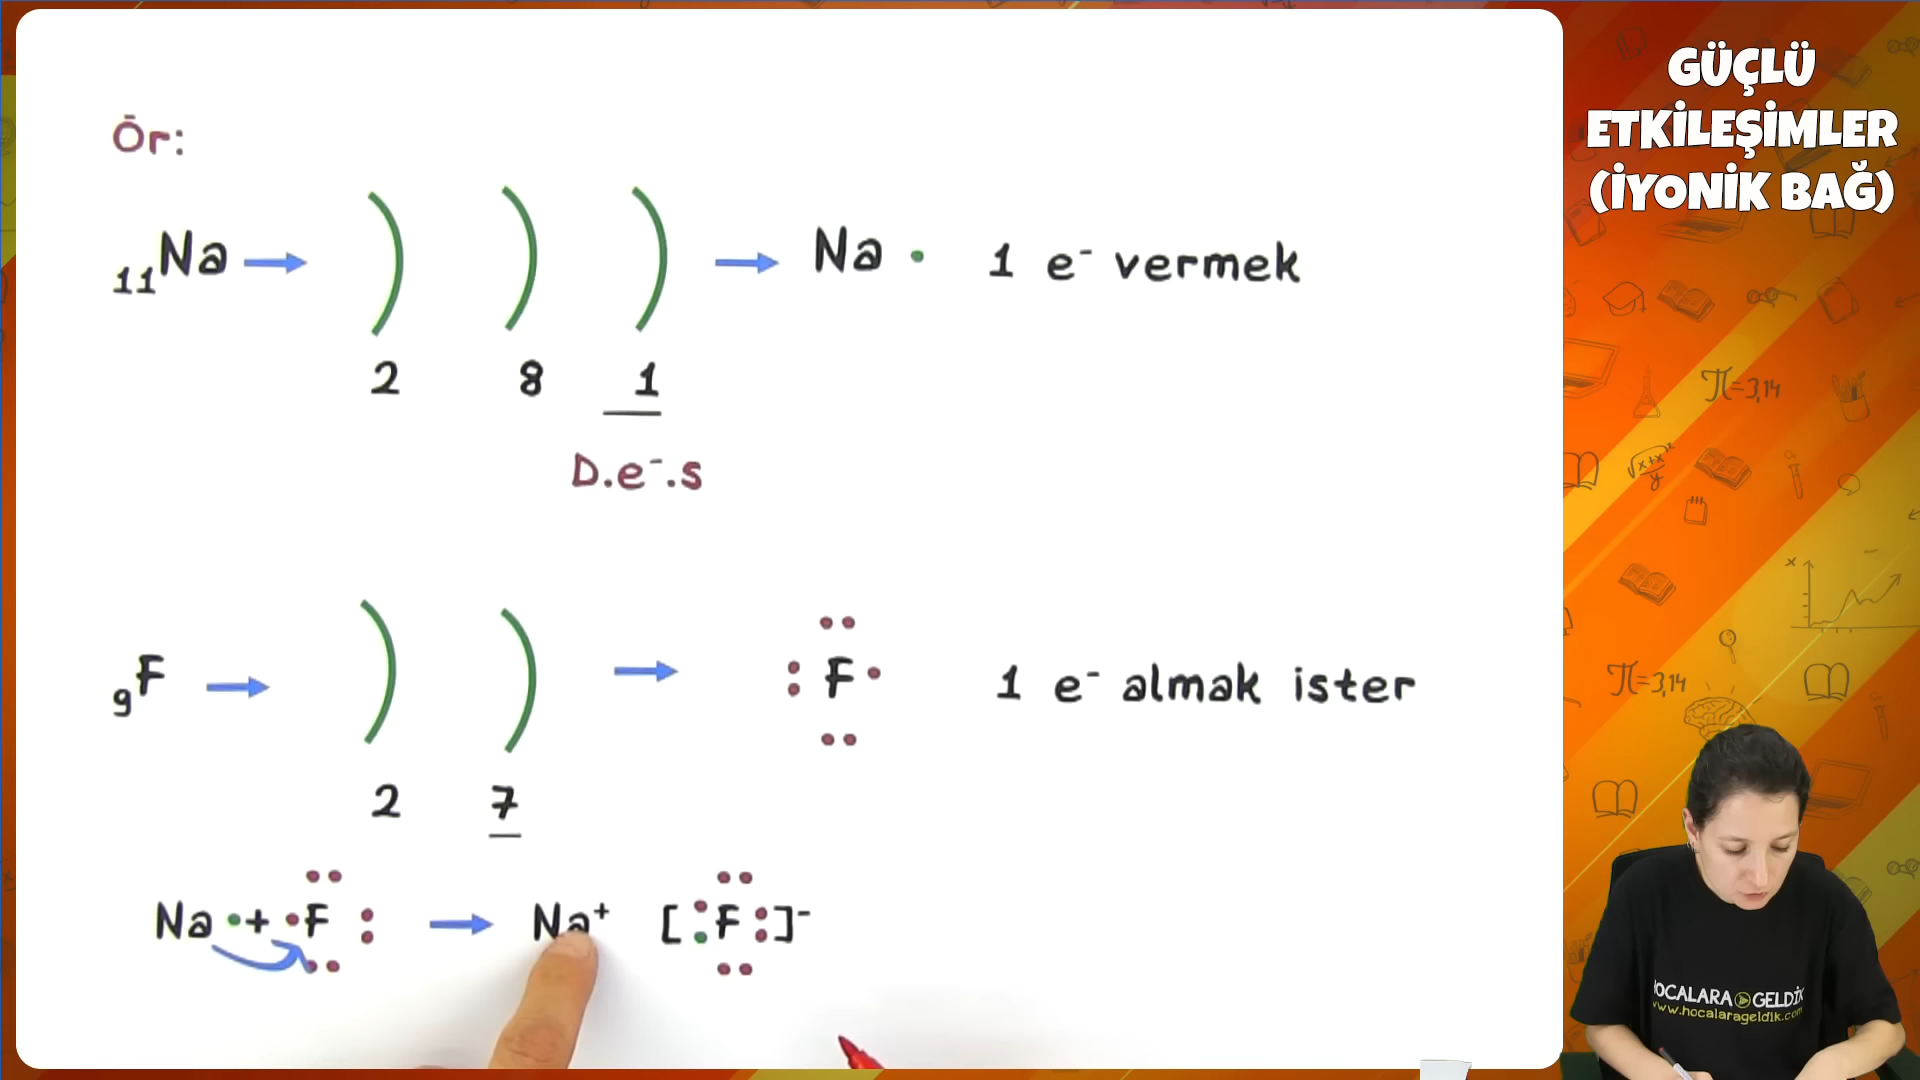 GÜÇLÜ
ETKİLEŞİMLER
(İYONİK BAĞ)
Ör:
₁₁Na → ) ) ) → Na · 1 e⁻ vermek
2 8 1
D.e⁻.s
₉F → ) ) → F 1 e⁻ almak ister
2 7
Na · + · F → Na⁺ [F]⁻
π=3,14
√x+x²/y
x
π=3,14
HOCALARA GELDİK
www.hocalarageldik.com